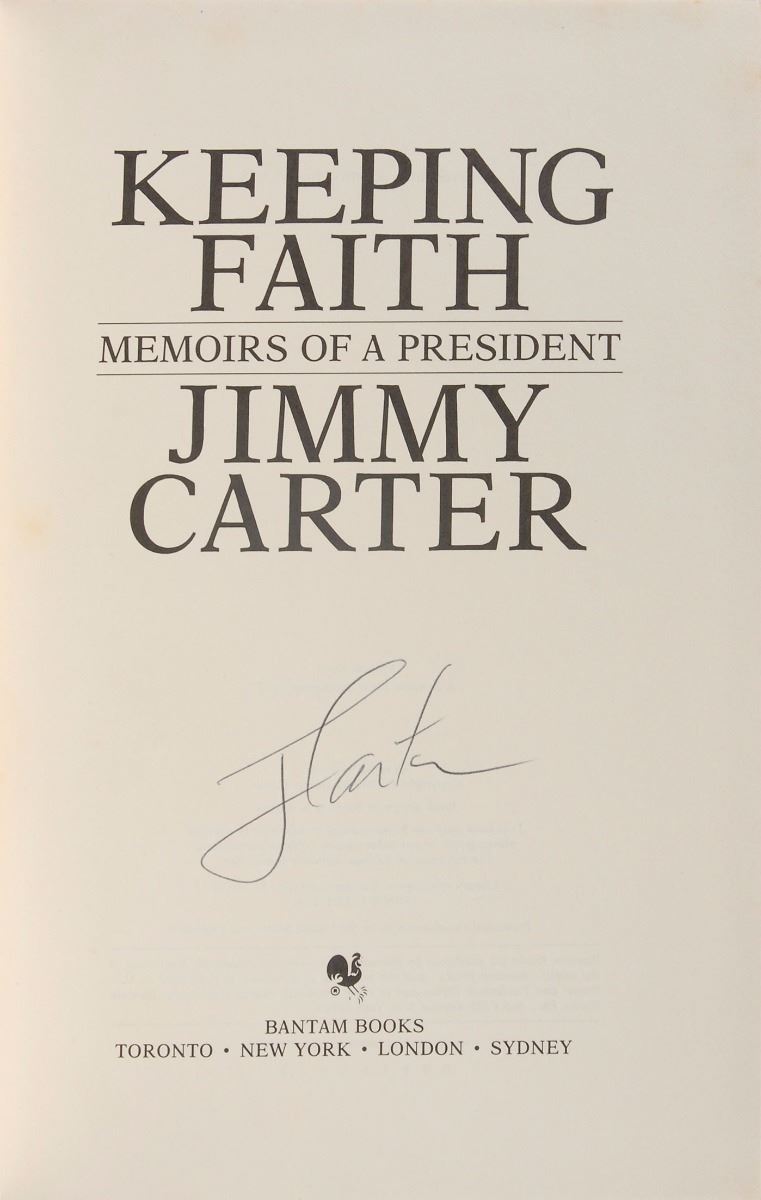 KEEPING
FAITH
MEMOIRS OF A PRESIDENT
JIMMY
CARTER
J Carter
®
BANTAM BOOKS
TORONTO • NEW YORK • LONDON • SYDNEY